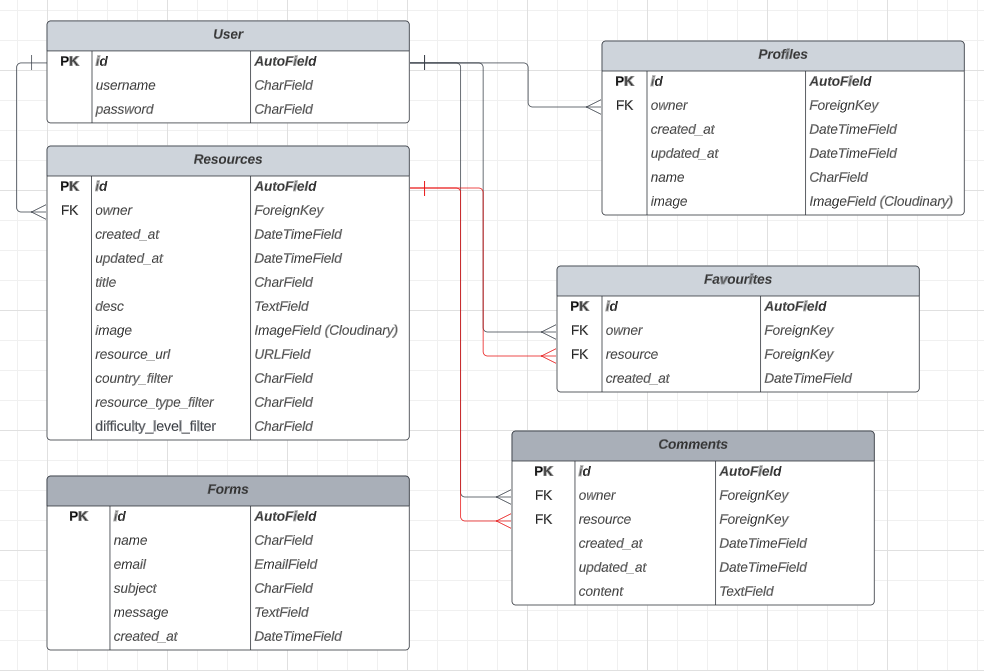 User
PK id AutoField
username CharField
password CharField
Resources
PK id AutoField
FK owner ForeignKey
created_at DateTimeField
updated_at DateTimeField
title CharField
desc TextField
image ImageField (Cloudinary)
resource_url URLField
country_filter CharField
resource_type_filter CharField
difficulty_level_filter CharField
Forms
PK id AutoField
name CharField
email EmailField
subject CharField
message TextField
created_at DateTimeField
Profiles
PK id AutoField
FK owner ForeignKey
created_at DateTimeField
updated_at DateTimeField
name CharField
image ImageField (Cloudinary)
Favourites
PK id AutoField
FK owner ForeignKey
FK resource ForeignKey
created_at DateTimeField
Comments
PK id AutoField
FK owner ForeignKey
FK resource ForeignKey
created_at DateTimeField
updated_at DateTimeField
content TextField